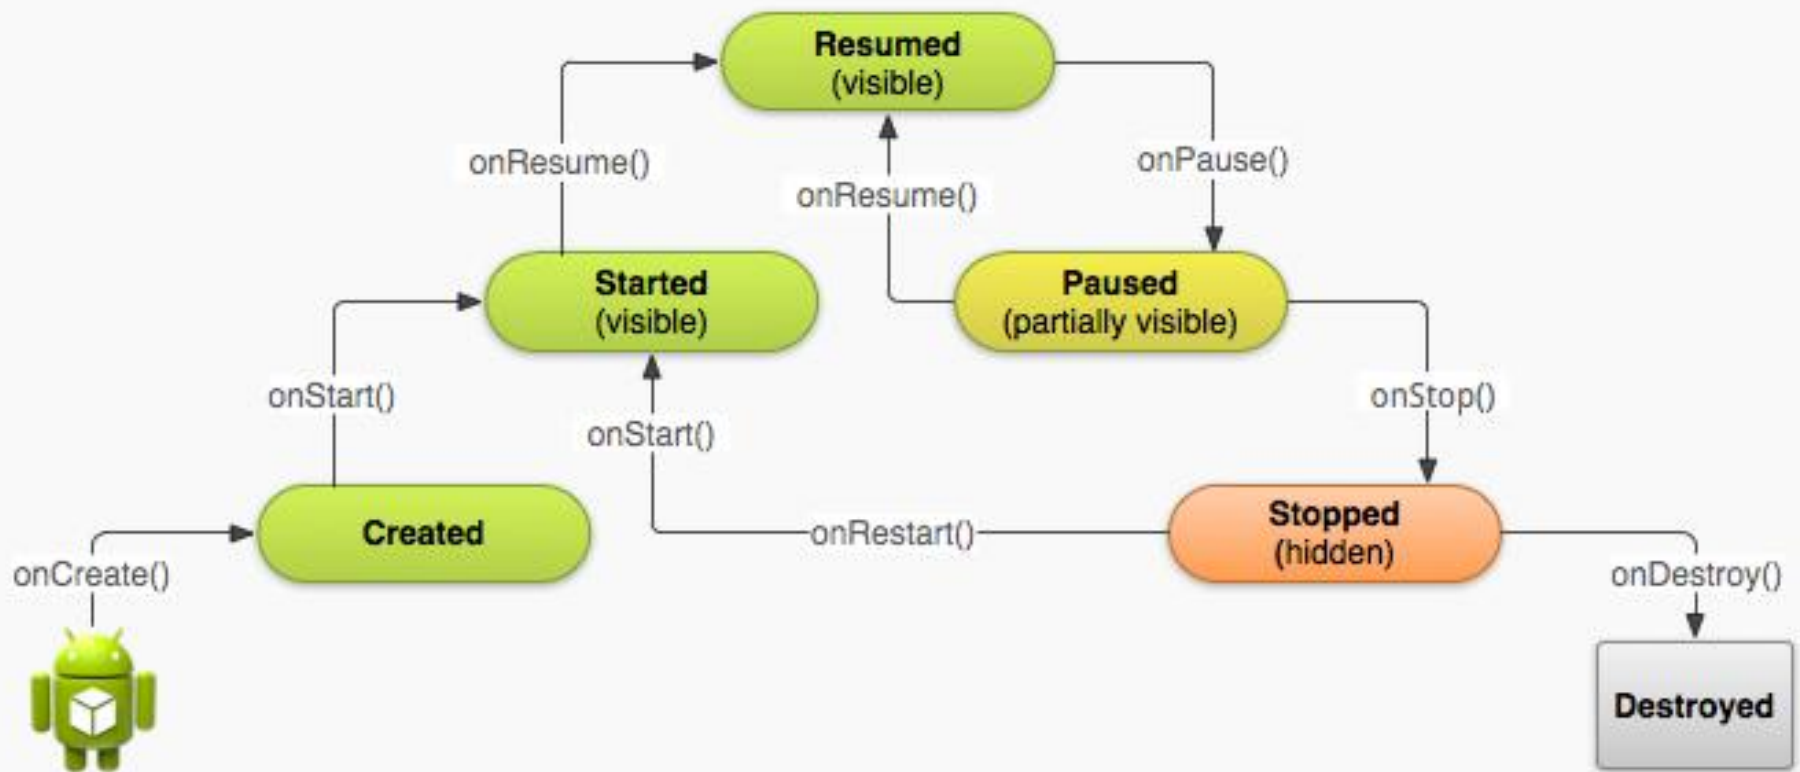 Resumed
(visible)
onResume()
onPause()
onResume()
Started
(visible)
Paused
(partially visible)
onStart()
onStop()
onStart()
Created
onRestart()
Stopped
(hidden)
onCreate()
onDestroy()
Destroyed